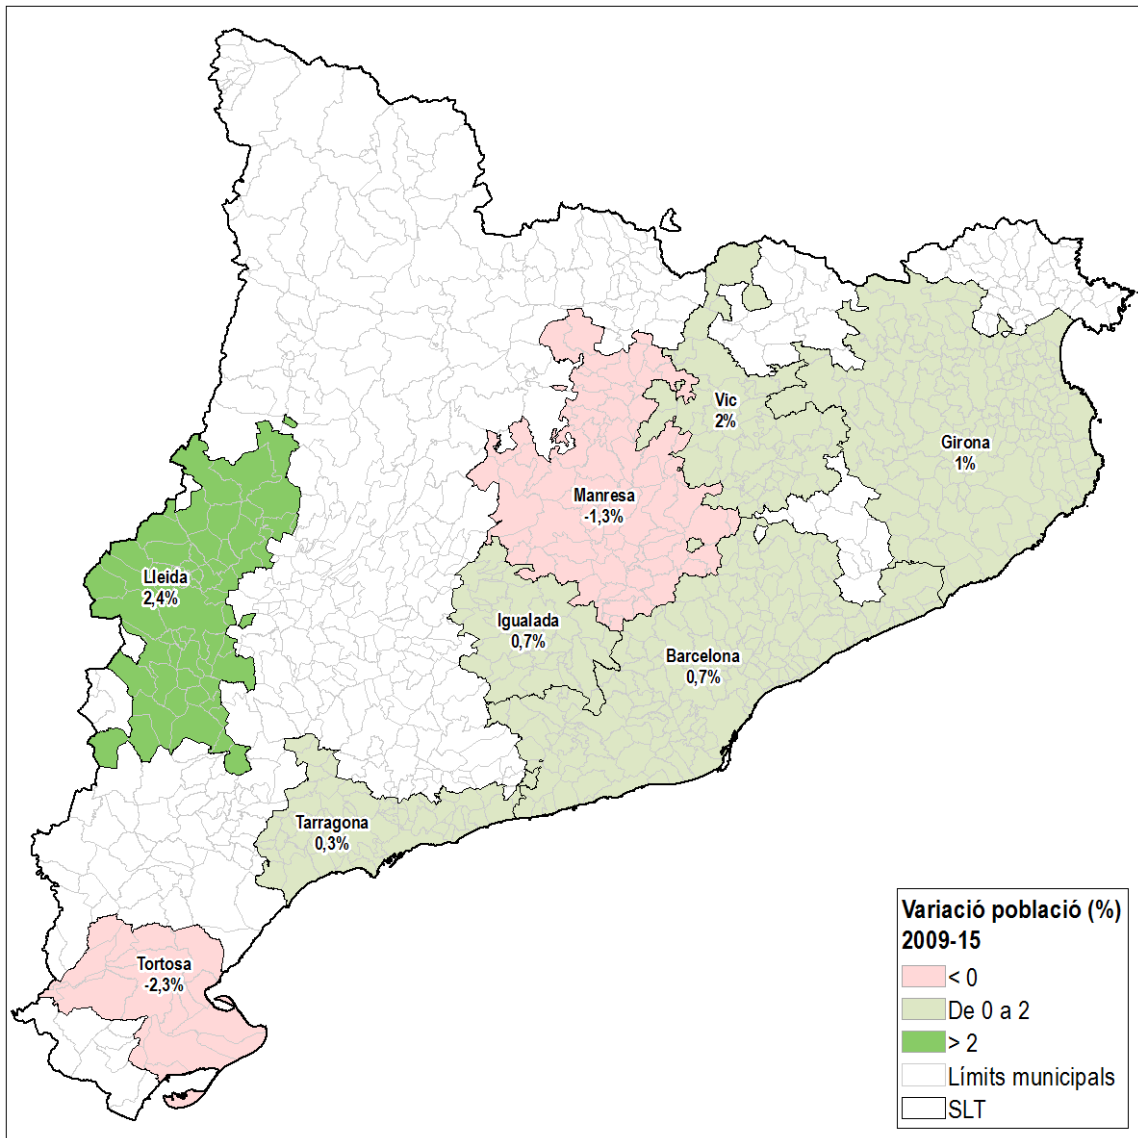 Vic
2%
Girona
1%
Manresa
-1,3%
Lleida
2,4%
Igualada
0,7%
Barcelona
0,7%
Tarragona
0,3%
Tortosa
-2,3%
Variació població (%)
2009-15
< 0
De 0 a 2
> 2
Límits municipals
SLT